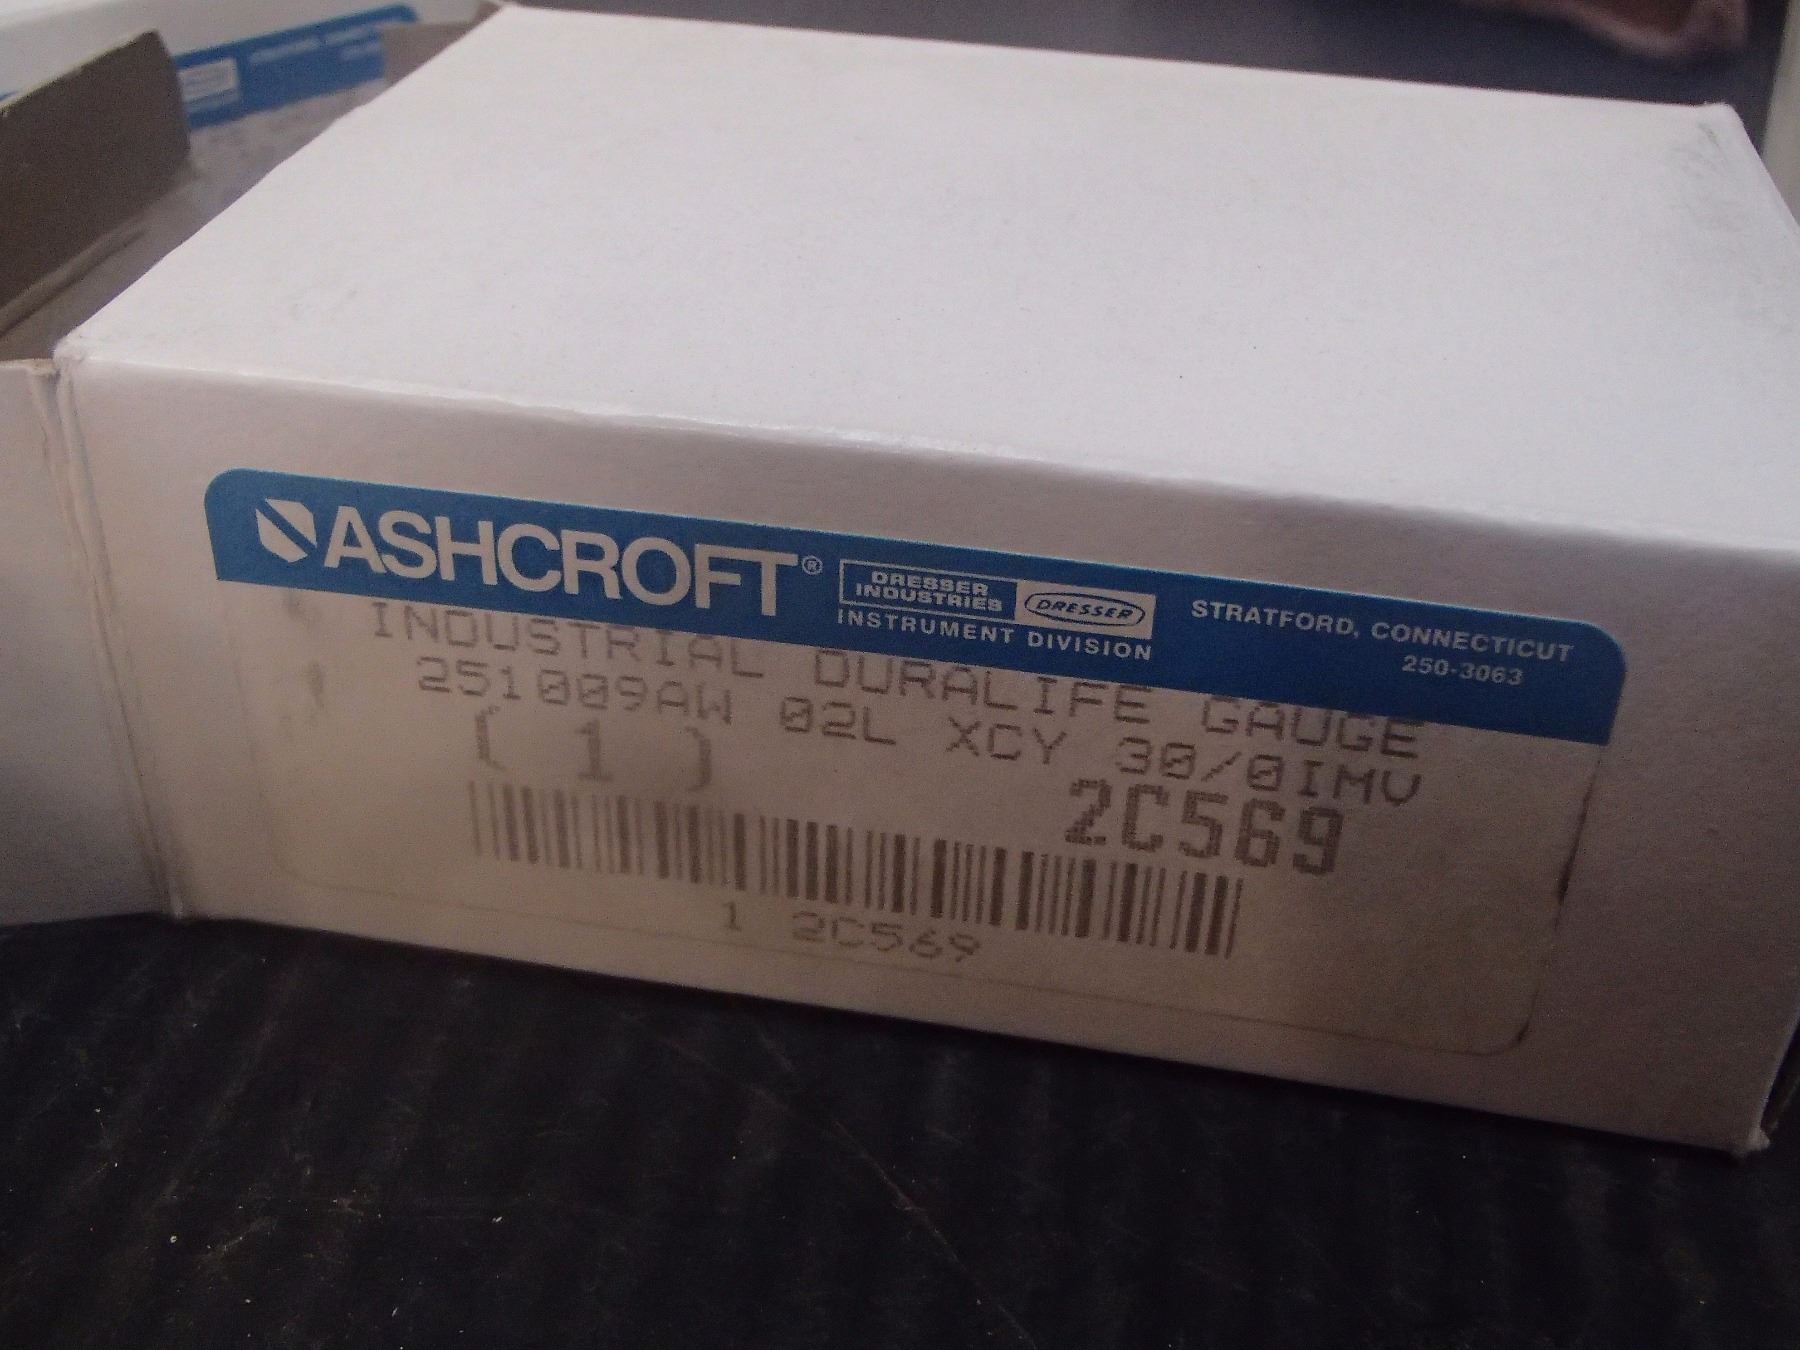 ASHCROFT®
DRESSER
INDUSTRIES
DRESSER
INSTRUMENT DIVISION
STRATFORD, CONNECTICUT
250-3063
INDUSTRIAL DURALIFE GAUGE
251009AW 02L XCY 30/0IMV
( 1 )
2C569
1 2C569